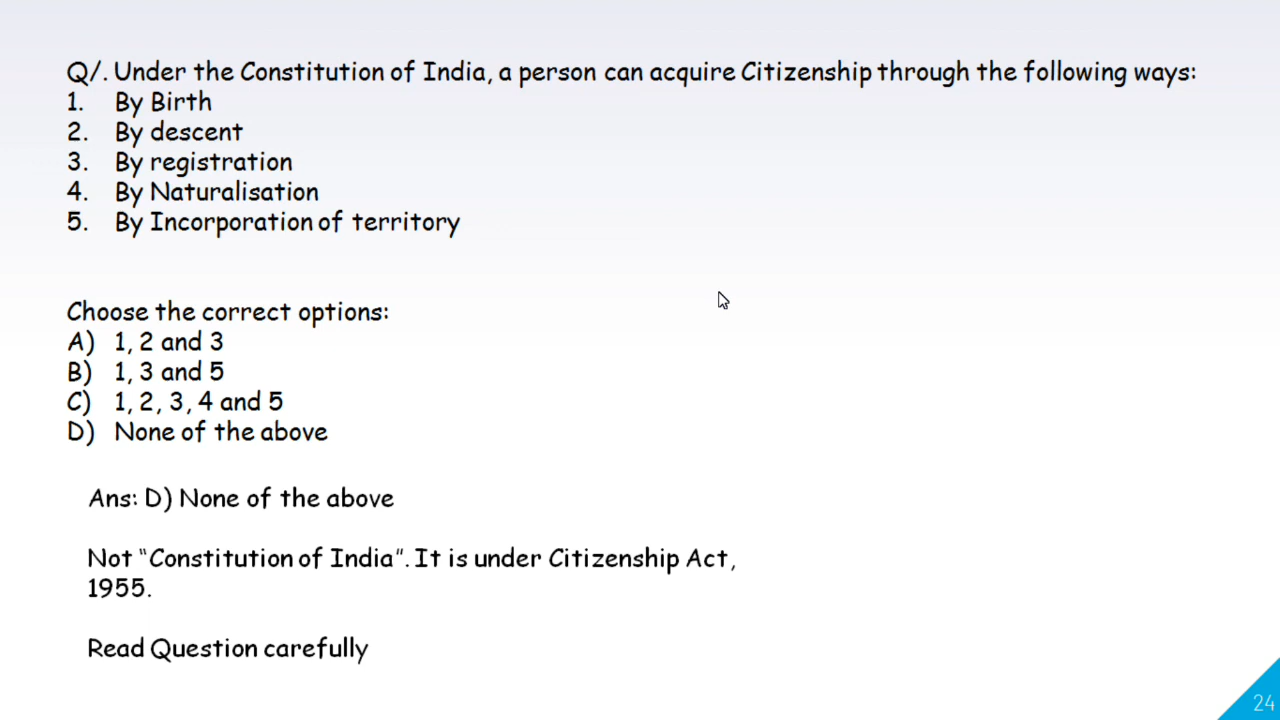 Q/. Under the Constitution of India, a person can acquire Citizenship through the following ways:
1. By Birth
2. By descent
3. By registration
4. By Naturalisation
5. By Incorporation of territory
Choose the correct options:
A) 1, 2 and 3
B) 1, 3 and 5
C) 1, 2, 3, 4 and 5
D) None of the above
Ans: D) None of the above
Not “Constitution of India”. It is under Citizenship Act,
1955.
Read Question carefully
24